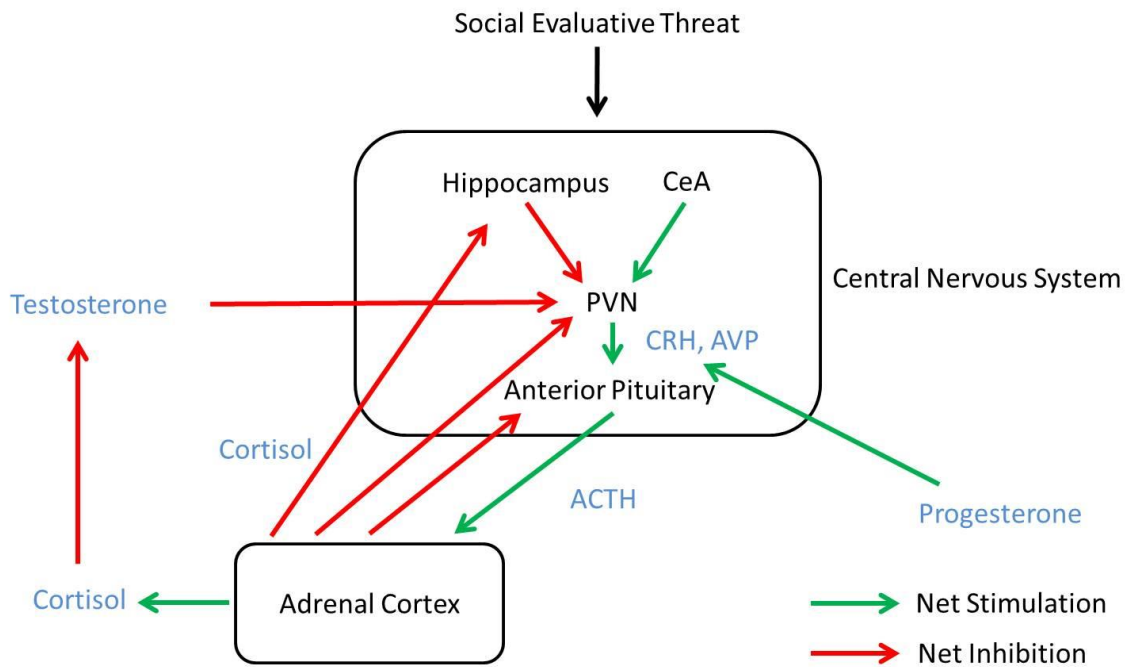 Social Evaluative Threat
Hippocampus
CeA
Central Nervous System
Testosterone
PVN
CRH, AVP
Anterior Pituitary
Cortisol
ACTH
Progesterone
Cortisol
Adrenal Cortex
Net Stimulation
Net Inhibition